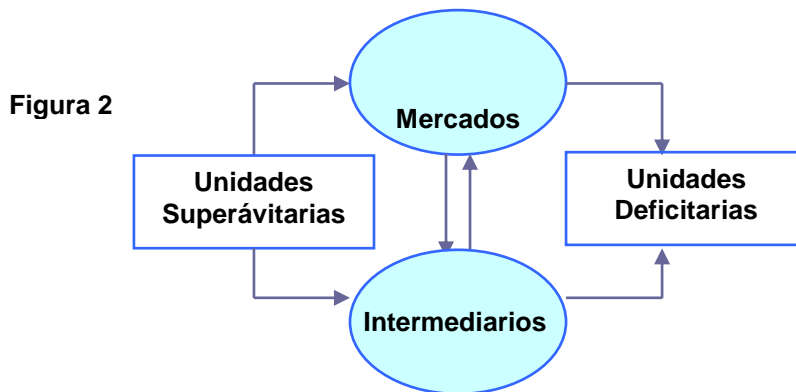 Figura 2
Mercados
Unidades
Superávitarias
Unidades
Deficitarias
Intermediarios